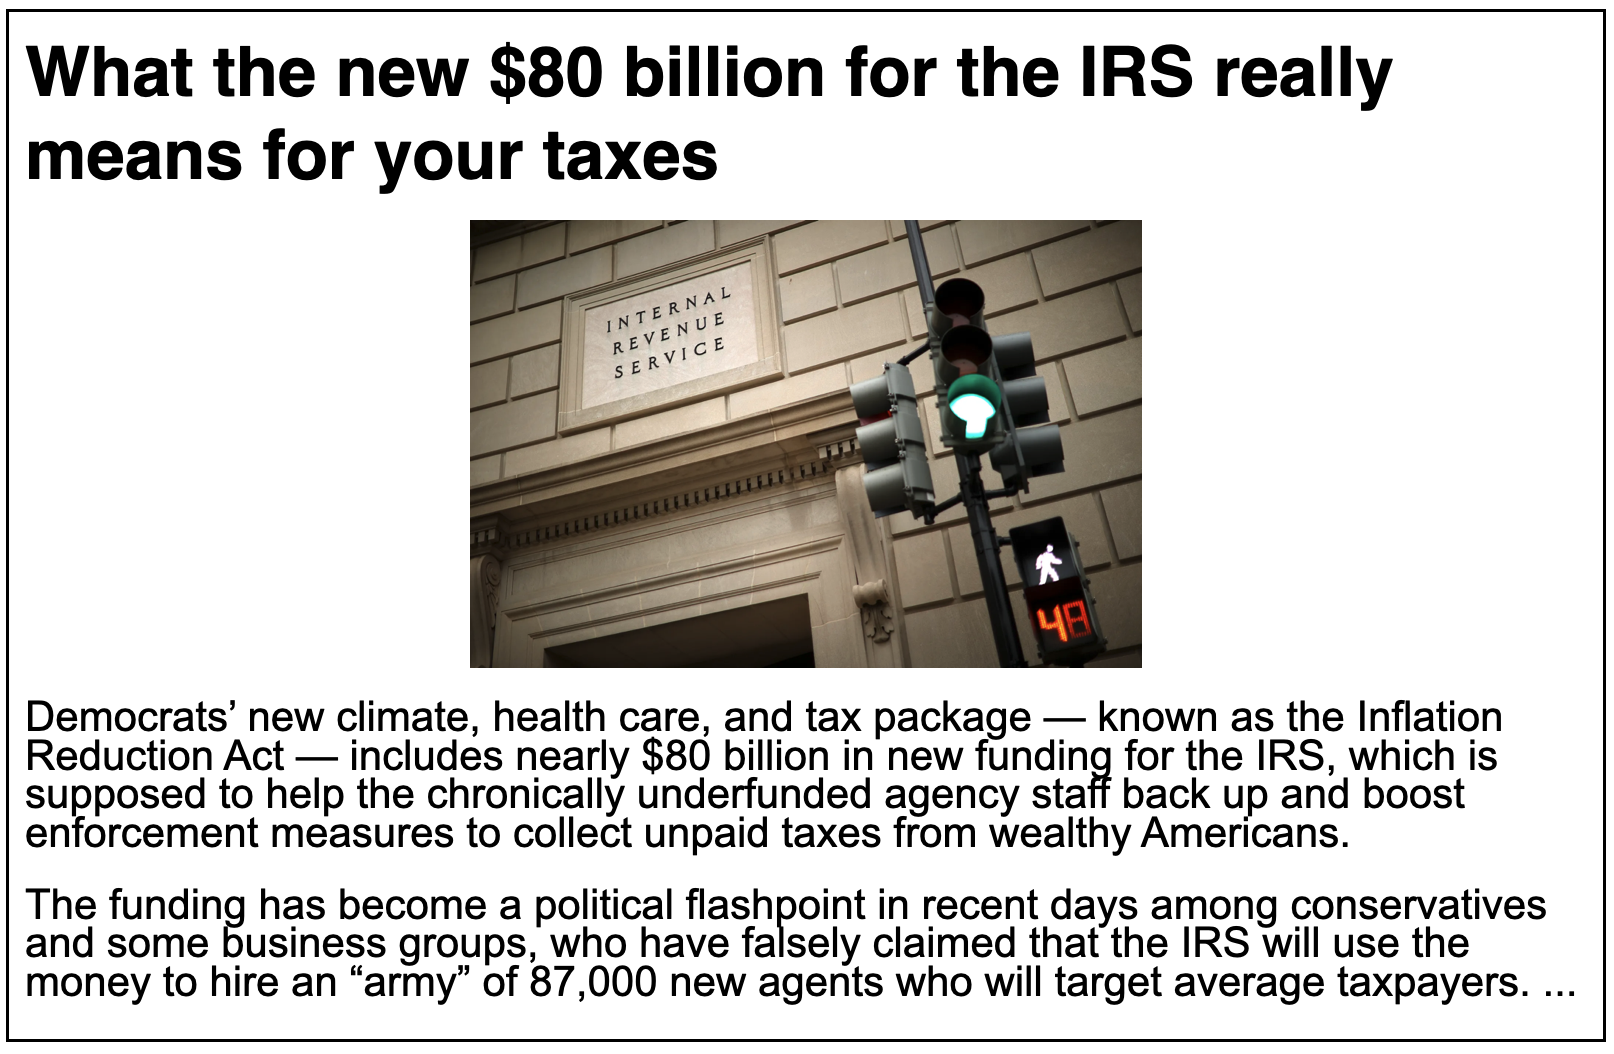 What the new $80 billion for the IRS really
means for your taxes
INTERNAL
REVENUE
SERVICE
48
Democrats’ new climate, health care, and tax package — known as the Inflation
Reduction Act — includes nearly $80 billion in new funding for the IRS, which is
supposed to help the chronically underfunded agency staff back up and boost
enforcement measures to collect unpaid taxes from wealthy Americans.
The funding has become a political flashpoint in recent days among conservatives
and some business groups, who have falsely claimed that the IRS will use the
money to hire an “army” of 87,000 new agents who will target average taxpayers. ...